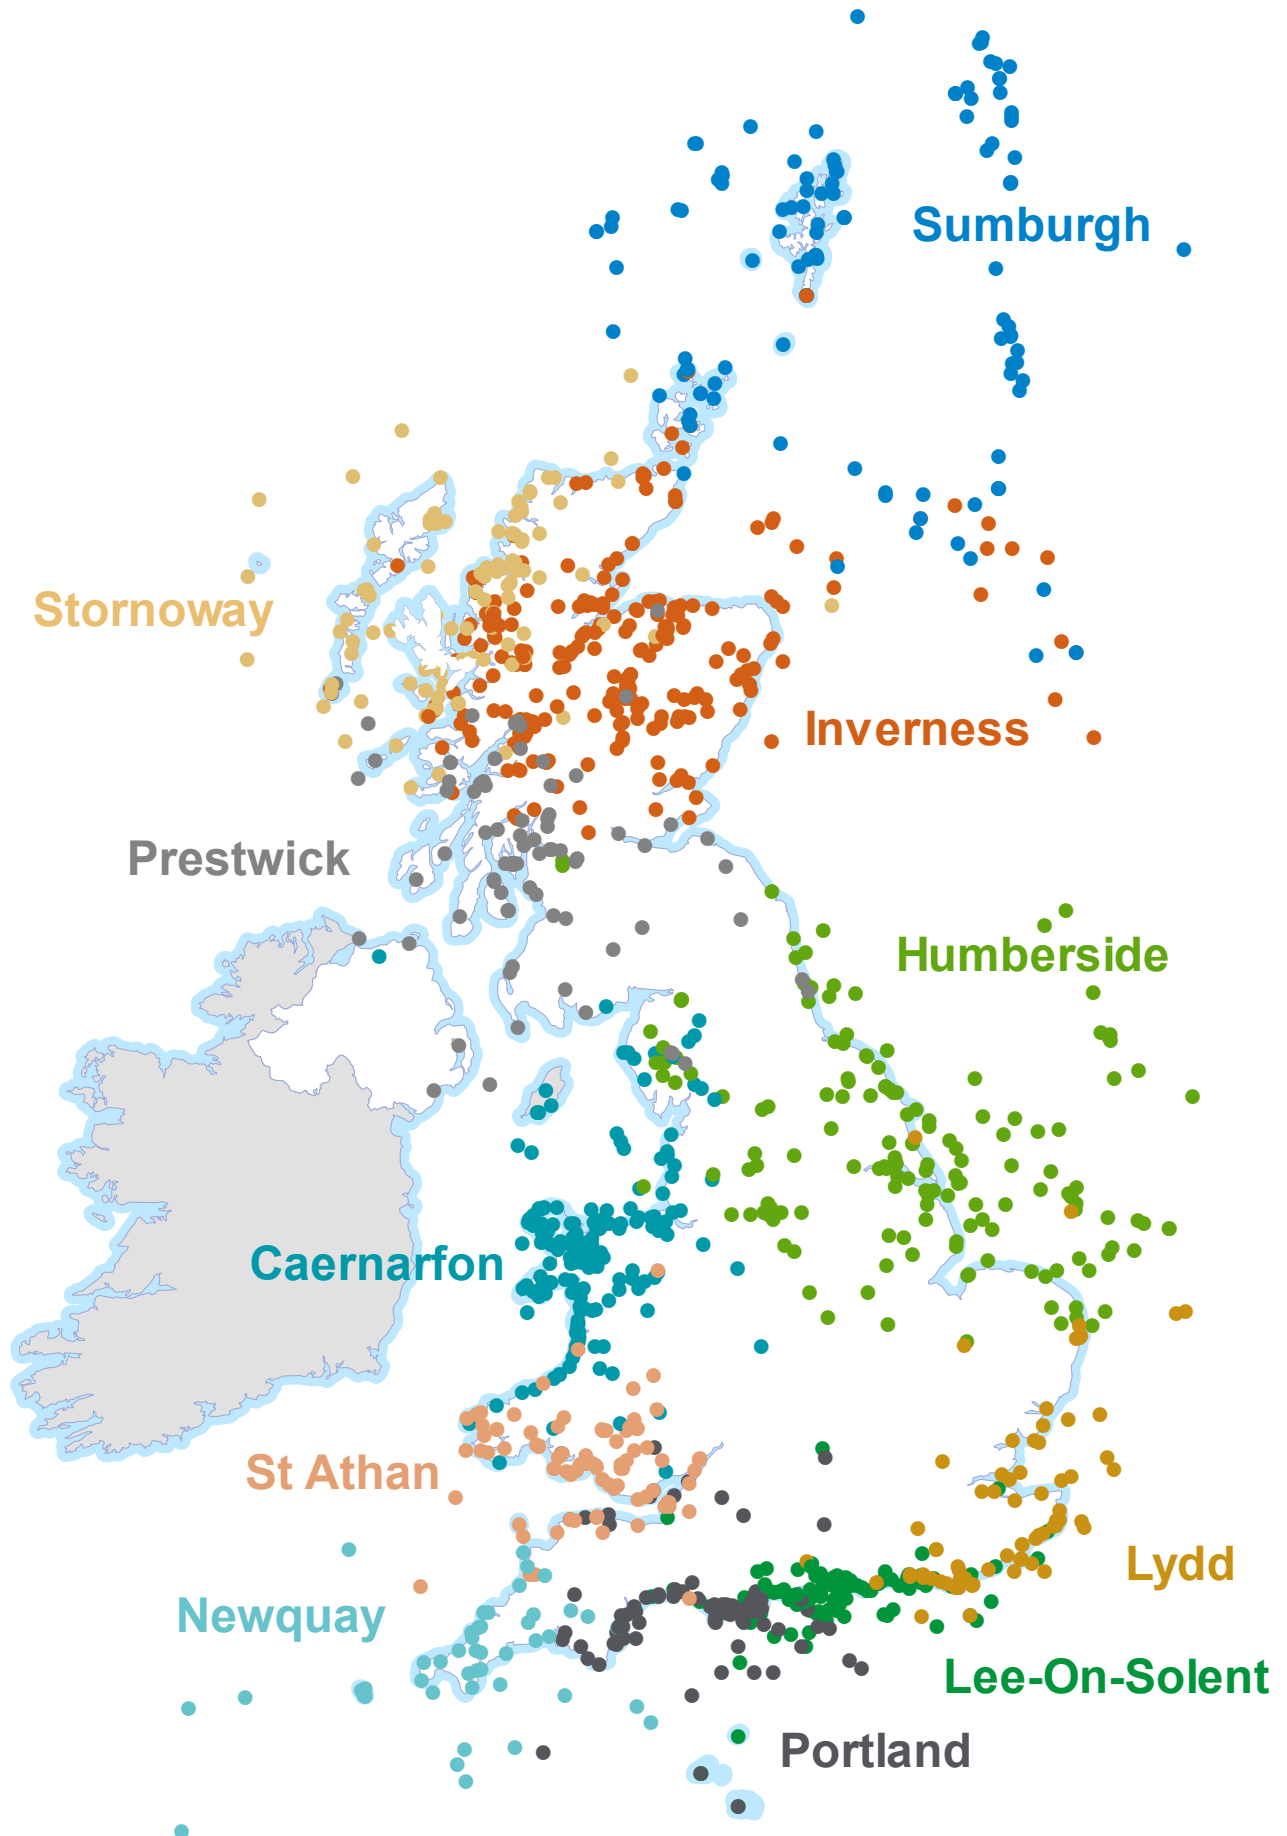 Sumburgh
Stornoway
Inverness
Prestwick
Humberside
Caernarfon
St Athan
Lydd
Newquay
Lee-On-Solent
Portland